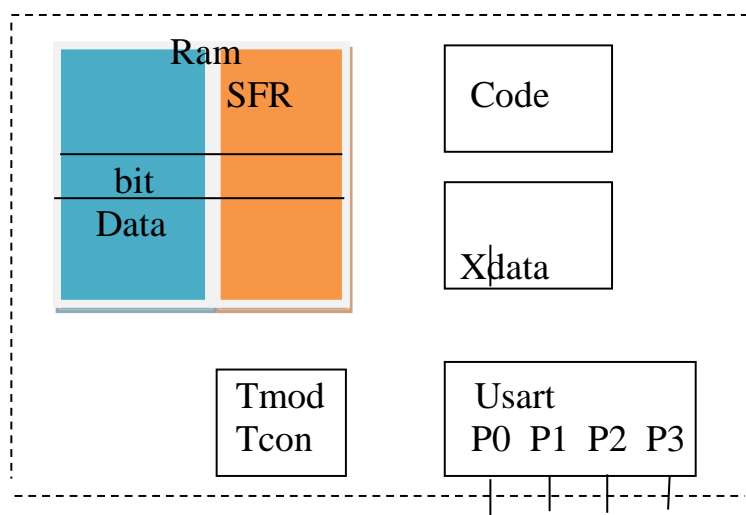 Ram
SFR
Code
bit
Data
Xdata
Tmod
Tcon
Usart
P0 P1 P2 P3